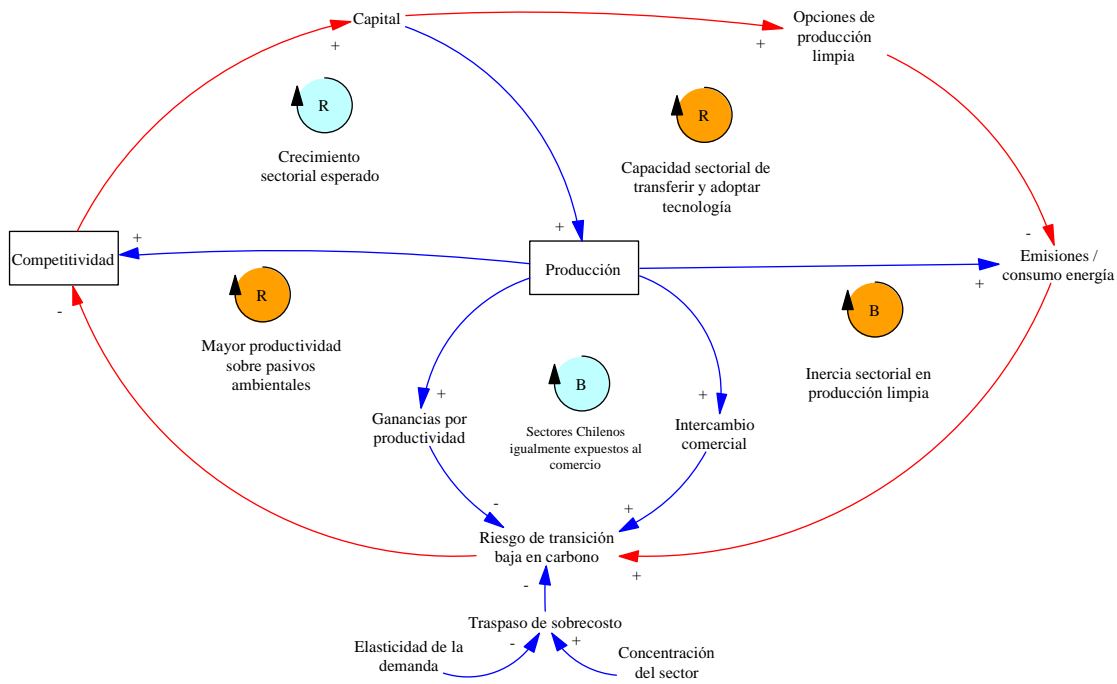 Capital
Opciones de
producción
limpia
+
+
R
R
Crecimiento
sectorial esperado
Capacidad sectorial de
transferir y adoptar
tecnología
+
-
+
Competitividad
Producción
Emisiones /
consumo energía
+
-
R
B
Mayor productividad
sobre pasivos
ambientales
Inercia sectorial en
producción limpia
B
+
+
Ganancias por
productividad
Sectores Chilenos
igualmente expuestos al
comercio
Intercambio
comercial
-
+
Riesgo de transición
baja en carbono
+
-
Traspaso de sobrecosto
-
+
Elasticidad de la
demanda
Concentración
del sector